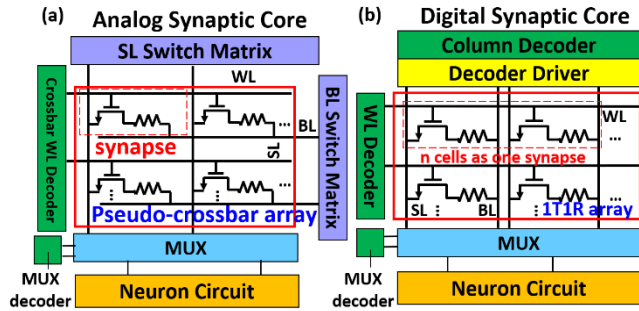 (a) Analog Synaptic Core
SL Switch Matrix
Crossbar WL Decoder
WL
BL
synapse
SL
...
...
Pseudo-crossbar array
BL Switch Matrix
MUX
MUX decoder
Neuron Circuit
(b) Digital Synaptic Core
Column Decoder
Decoder Driver
WL Decoder
WL
...
n cells as one synapse
SL
BL
...
1T1R array
MUX
MUX decoder
Neuron Circuit